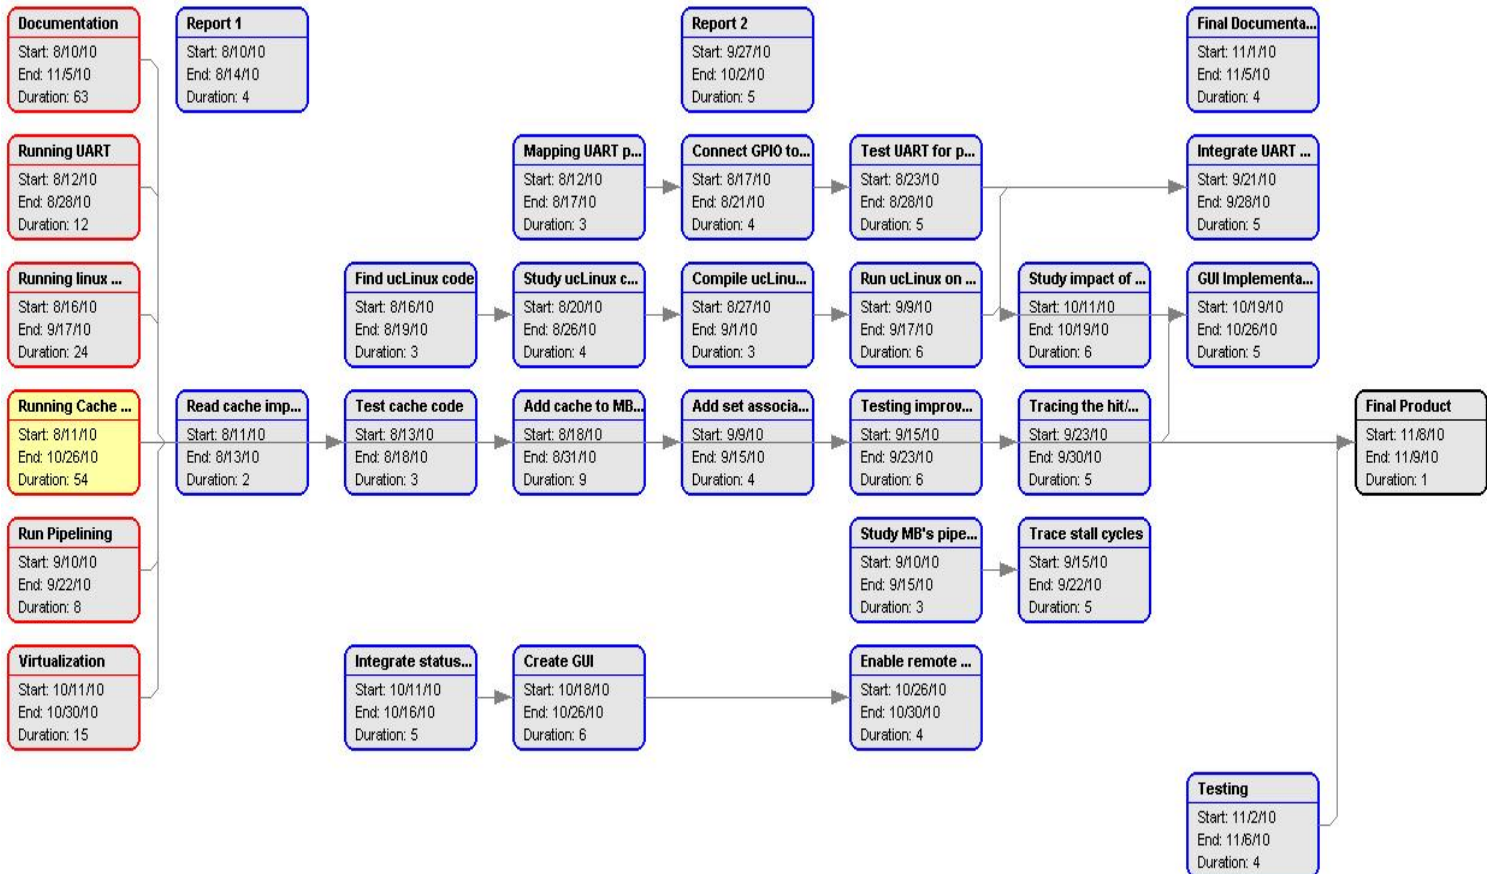 Documentation
Start: 8/10/10
End: 11/5/10
Duration: 63
Report 1
Start: 8/10/10
End: 8/14/10
Duration: 4
Report 2
Start: 9/27/10
End: 10/2/10
Duration: 5
Final Documenta...
Start: 11/1/10
End: 11/5/10
Duration: 4
Running UART
Start: 8/12/10
End: 8/28/10
Duration: 12
Mapping UART p...
Start: 8/12/10
End: 8/17/10
Duration: 3
Connect GPIO to...
Start: 8/17/10
End: 8/21/10
Duration: 4
Test UART for p...
Start: 8/23/10
End: 8/28/10
Duration: 5
Integrate UART ...
Start: 9/21/10
End: 9/28/10
Duration: 5
Running linux ...
Start: 8/16/10
End: 9/17/10
Duration: 24
Find ucLinux code
Start: 8/16/10
End: 8/19/10
Duration: 3
Study ucLinux c...
Start: 8/20/10
End: 8/26/10
Duration: 4
Compile ucLinu...
Start: 8/27/10
End: 9/1/10
Duration: 3
Run ucLinux on ...
Start: 9/9/10
End: 9/17/10
Duration: 6
Study impact of ...
Start: 10/11/10
End: 10/19/10
Duration: 6
GUI Implementa...
Start: 10/19/10
End: 10/26/10
Duration: 5
Running Cache ...
Start: 8/11/10
End: 10/26/10
Duration: 54
Read cache imp...
Start: 8/11/10
End: 8/13/10
Duration: 2
Test cache code
Start: 8/13/10
End: 8/18/10
Duration: 3
Add cache to MB...
Start: 8/18/10
End: 8/31/10
Duration: 9
Add set associa...
Start: 9/9/10
End: 9/15/10
Duration: 4
Testing improv...
Start: 9/15/10
End: 9/23/10
Duration: 6
Tracing the hit/...
Start: 9/23/10
End: 9/30/10
Duration: 5
Final Product
Start: 11/8/10
End: 11/9/10
Duration: 1
Run Pipelining
Start: 9/10/10
End: 9/22/10
Duration: 8
Study MB's pipe...
Start: 9/10/10
End: 9/15/10
Duration: 3
Trace stall cycles
Start: 9/15/10
End: 9/22/10
Duration: 5
Virtualization
Start: 10/11/10
End: 10/30/10
Duration: 15
Integrate status...
Start: 10/11/10
End: 10/16/10
Duration: 5
Create GUI
Start: 10/18/10
End: 10/26/10
Duration: 6
Enable remote ...
Start: 10/26/10
End: 10/30/10
Duration: 4
Testing
Start: 11/2/10
End: 11/6/10
Duration: 4